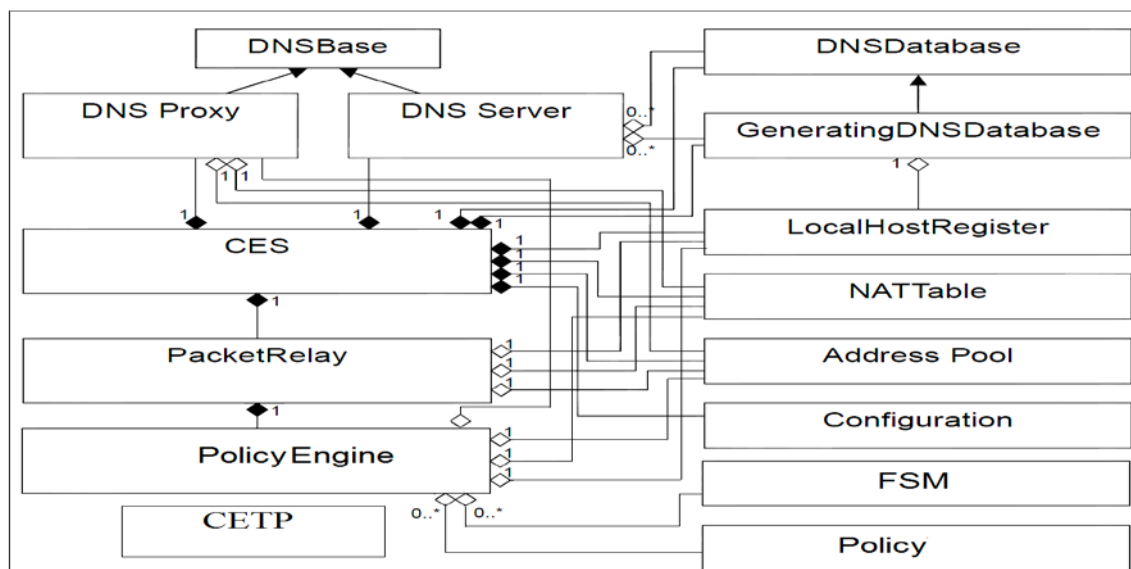 DNSBase
DNSDatabase
DNS Proxy
DNS Server
0..*
0..*
GeneratingDNSDatabase
1
1
1
1
1
1
1
CES
1
1
1
1
LocalHostRegister
1
NATTable
PacketRelay
1
1
1
Address Pool
1
Configuration
PolicyEngine
1
1
1
FSM
0..*
0..*
CETP
Policy